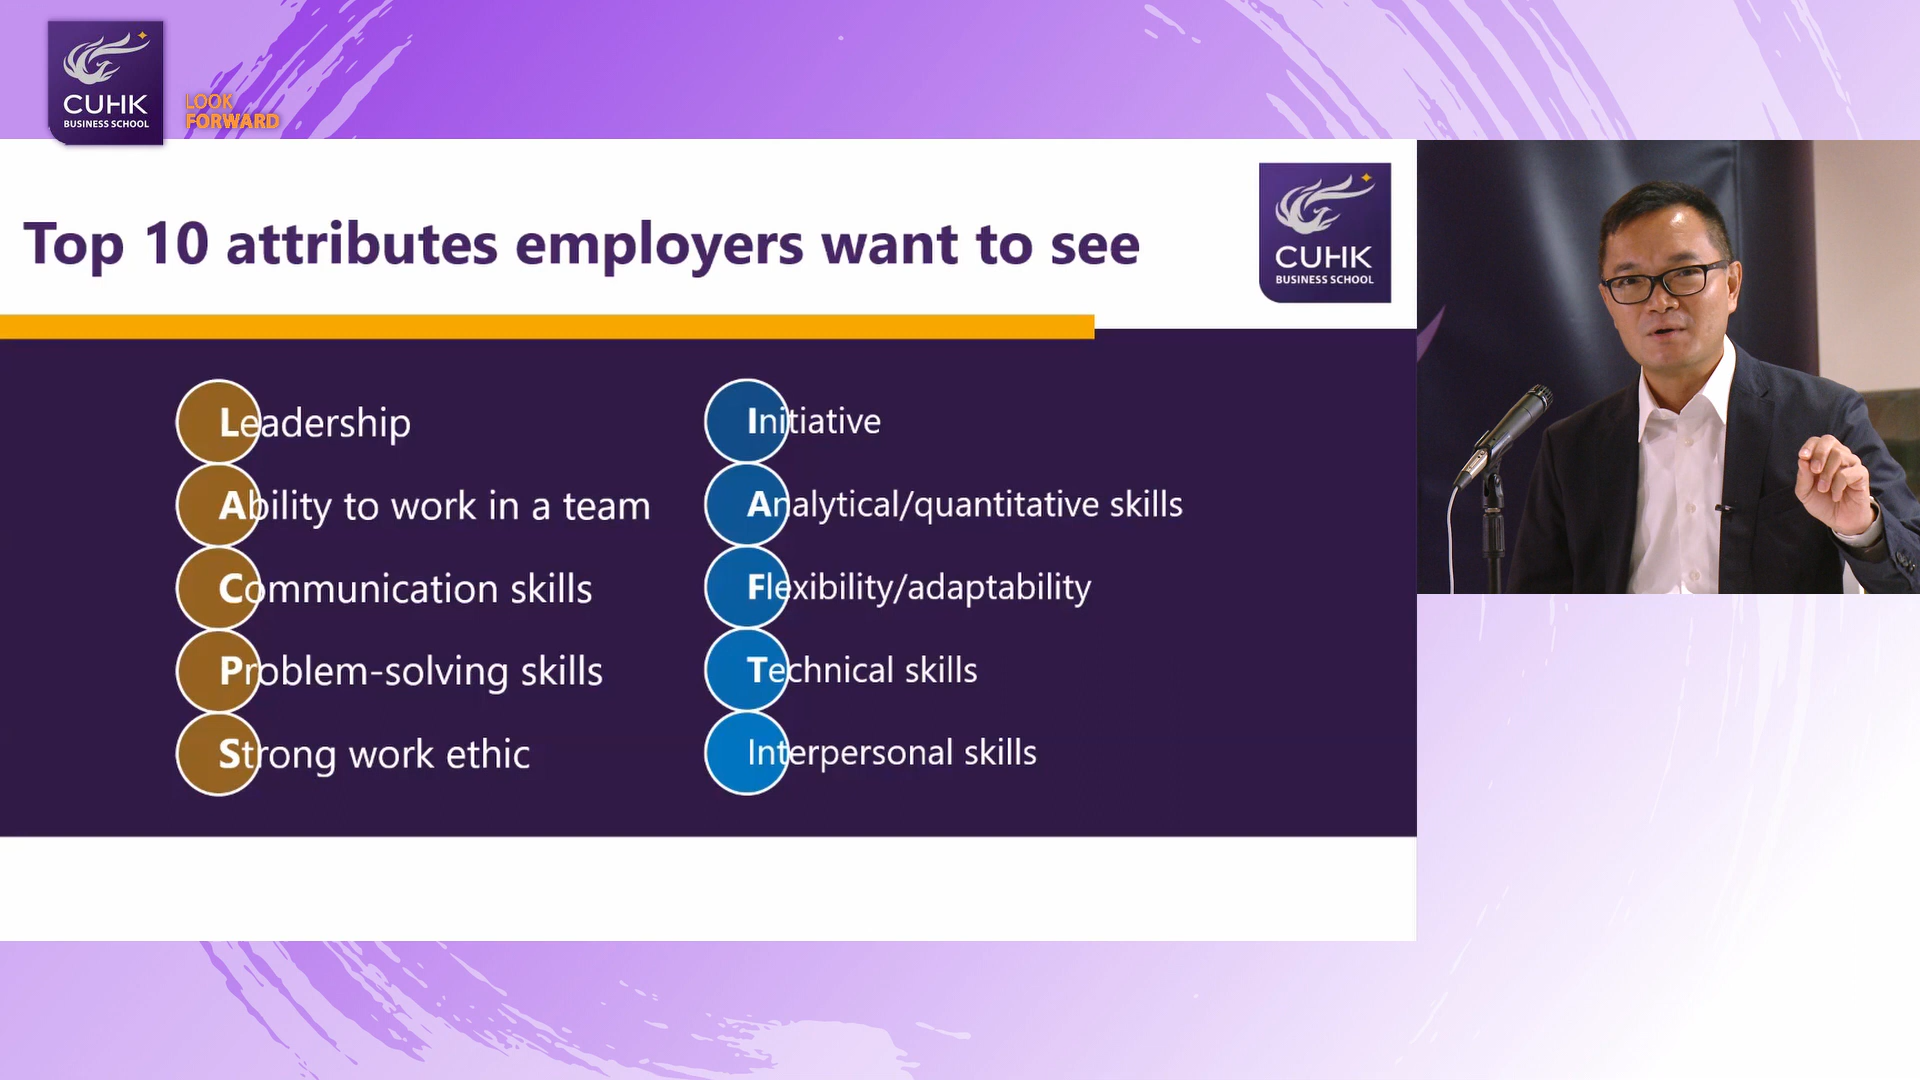 CUHK
BUSINESS SCHOOL
LOOK
FORWARD
Top 10 attributes employers want to see
CUHK
BUSINESS SCHOOL
Leadership
Ability to work in a team
Communication skills
Problem-solving skills
Strong work ethic
Initiative
Analytical/quantitative skills
Flexibility/adaptability
Technical skills
Interpersonal skills